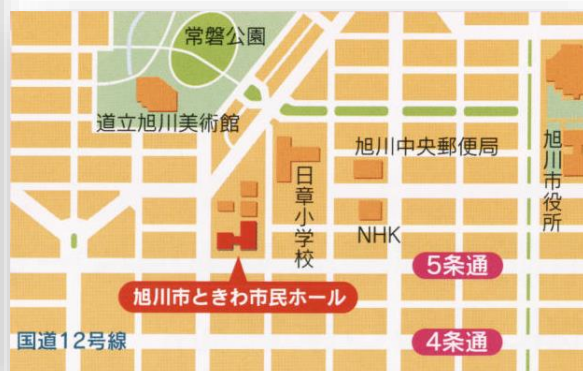 常磐公園
道立旭川美術館
旭川中央郵便局
旭川市役所
日章小学校
NHK
5条通
旭川市ときわ市民ホール
国道12号線
4条通